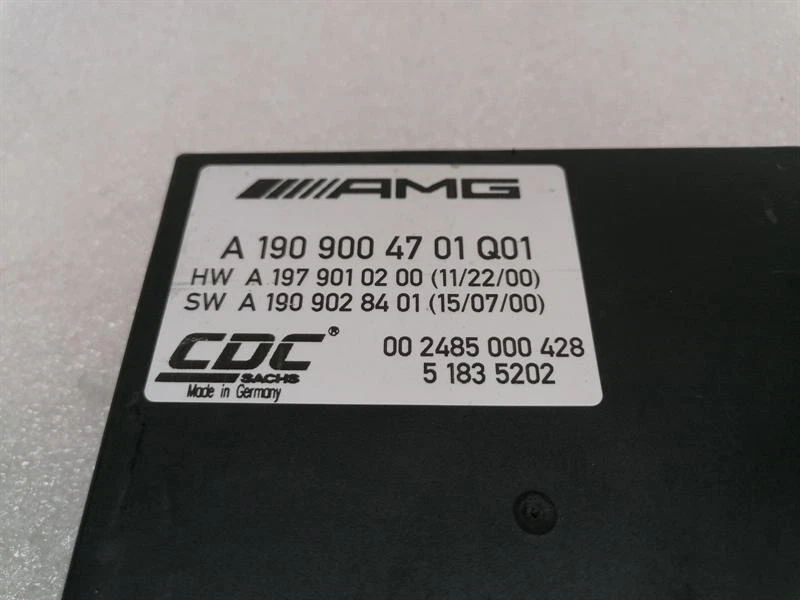 AMG
A 190 900 47 01 Q01
HW A 197 901 02 00 (11/22/00)
SW A 190 902 84 01 (15/07/00)
CDC®
SACHS
Made in Germany
00 2485 000 428
5 183 5202